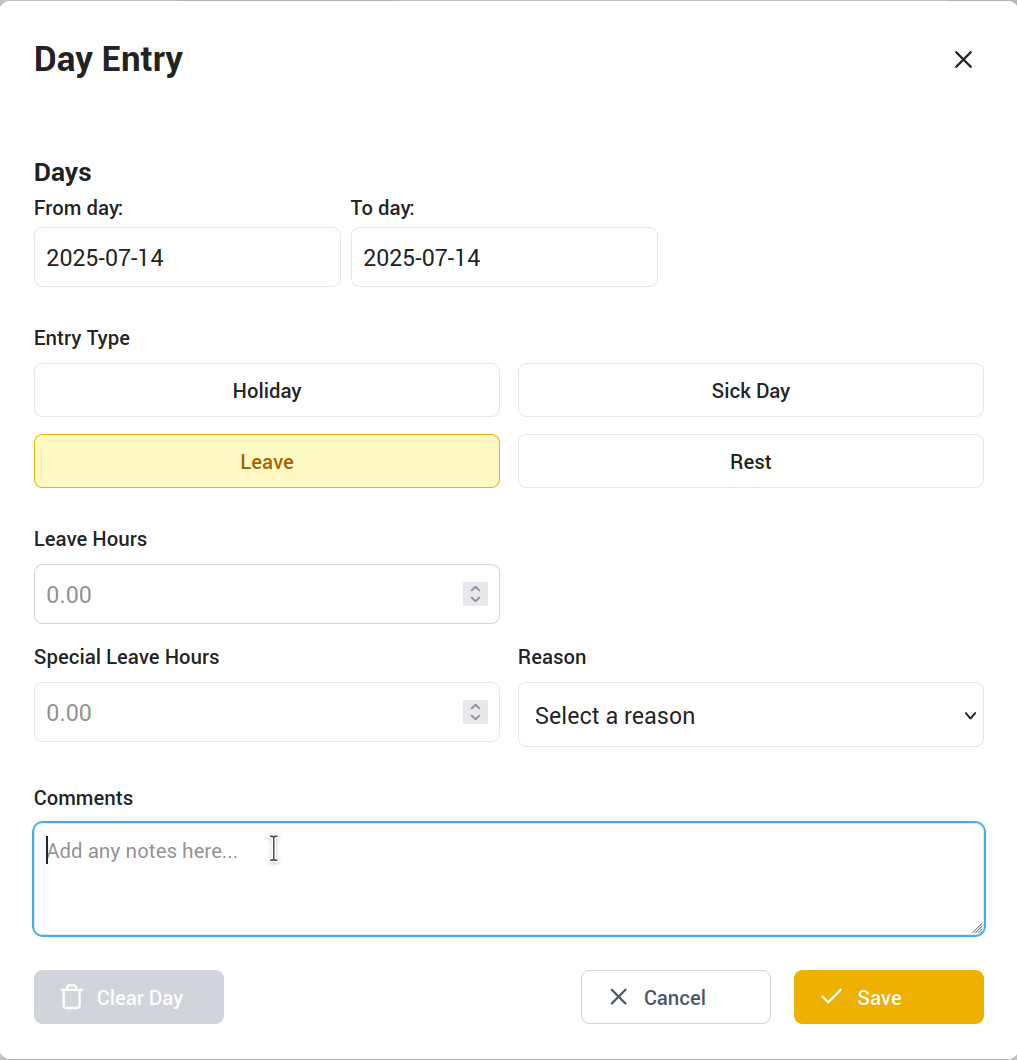 Day Entry
Days
From day: To day:
2025-07-14 2025-07-14
Entry Type
Holiday Sick Day
Leave Rest
Leave Hours
0.00
Special Leave Hours Reason
0.00 Select a reason
Comments
Add any notes here...
Clear Day Cancel Save